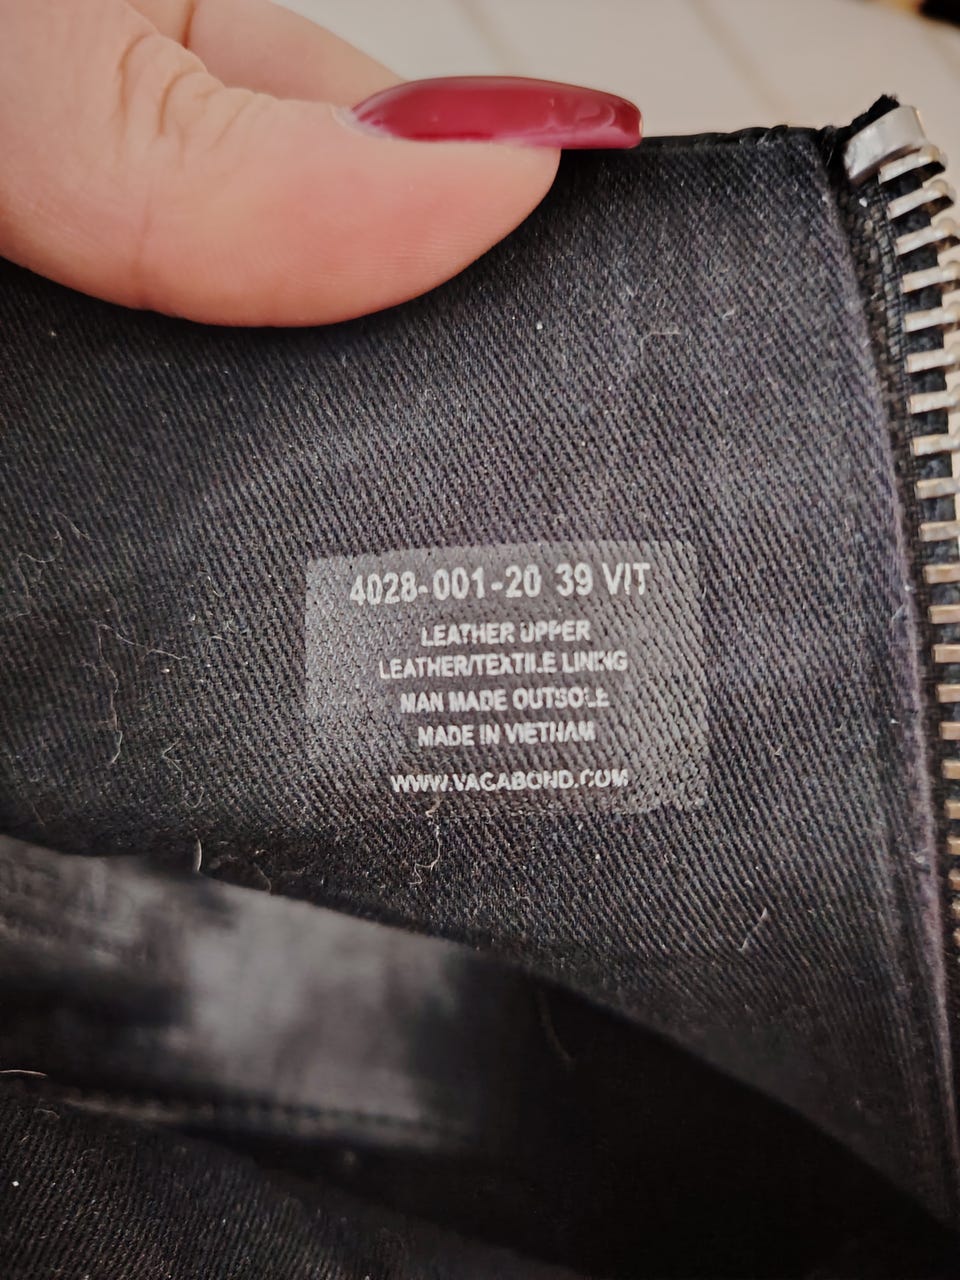 4028-001-20 39 VIT
LEATHER UPPER
LEATHER/TEXTILE LINING
MAN MADE OUTSOLE
MADE IN VIETNAM
WWW.VAGABOND.COM